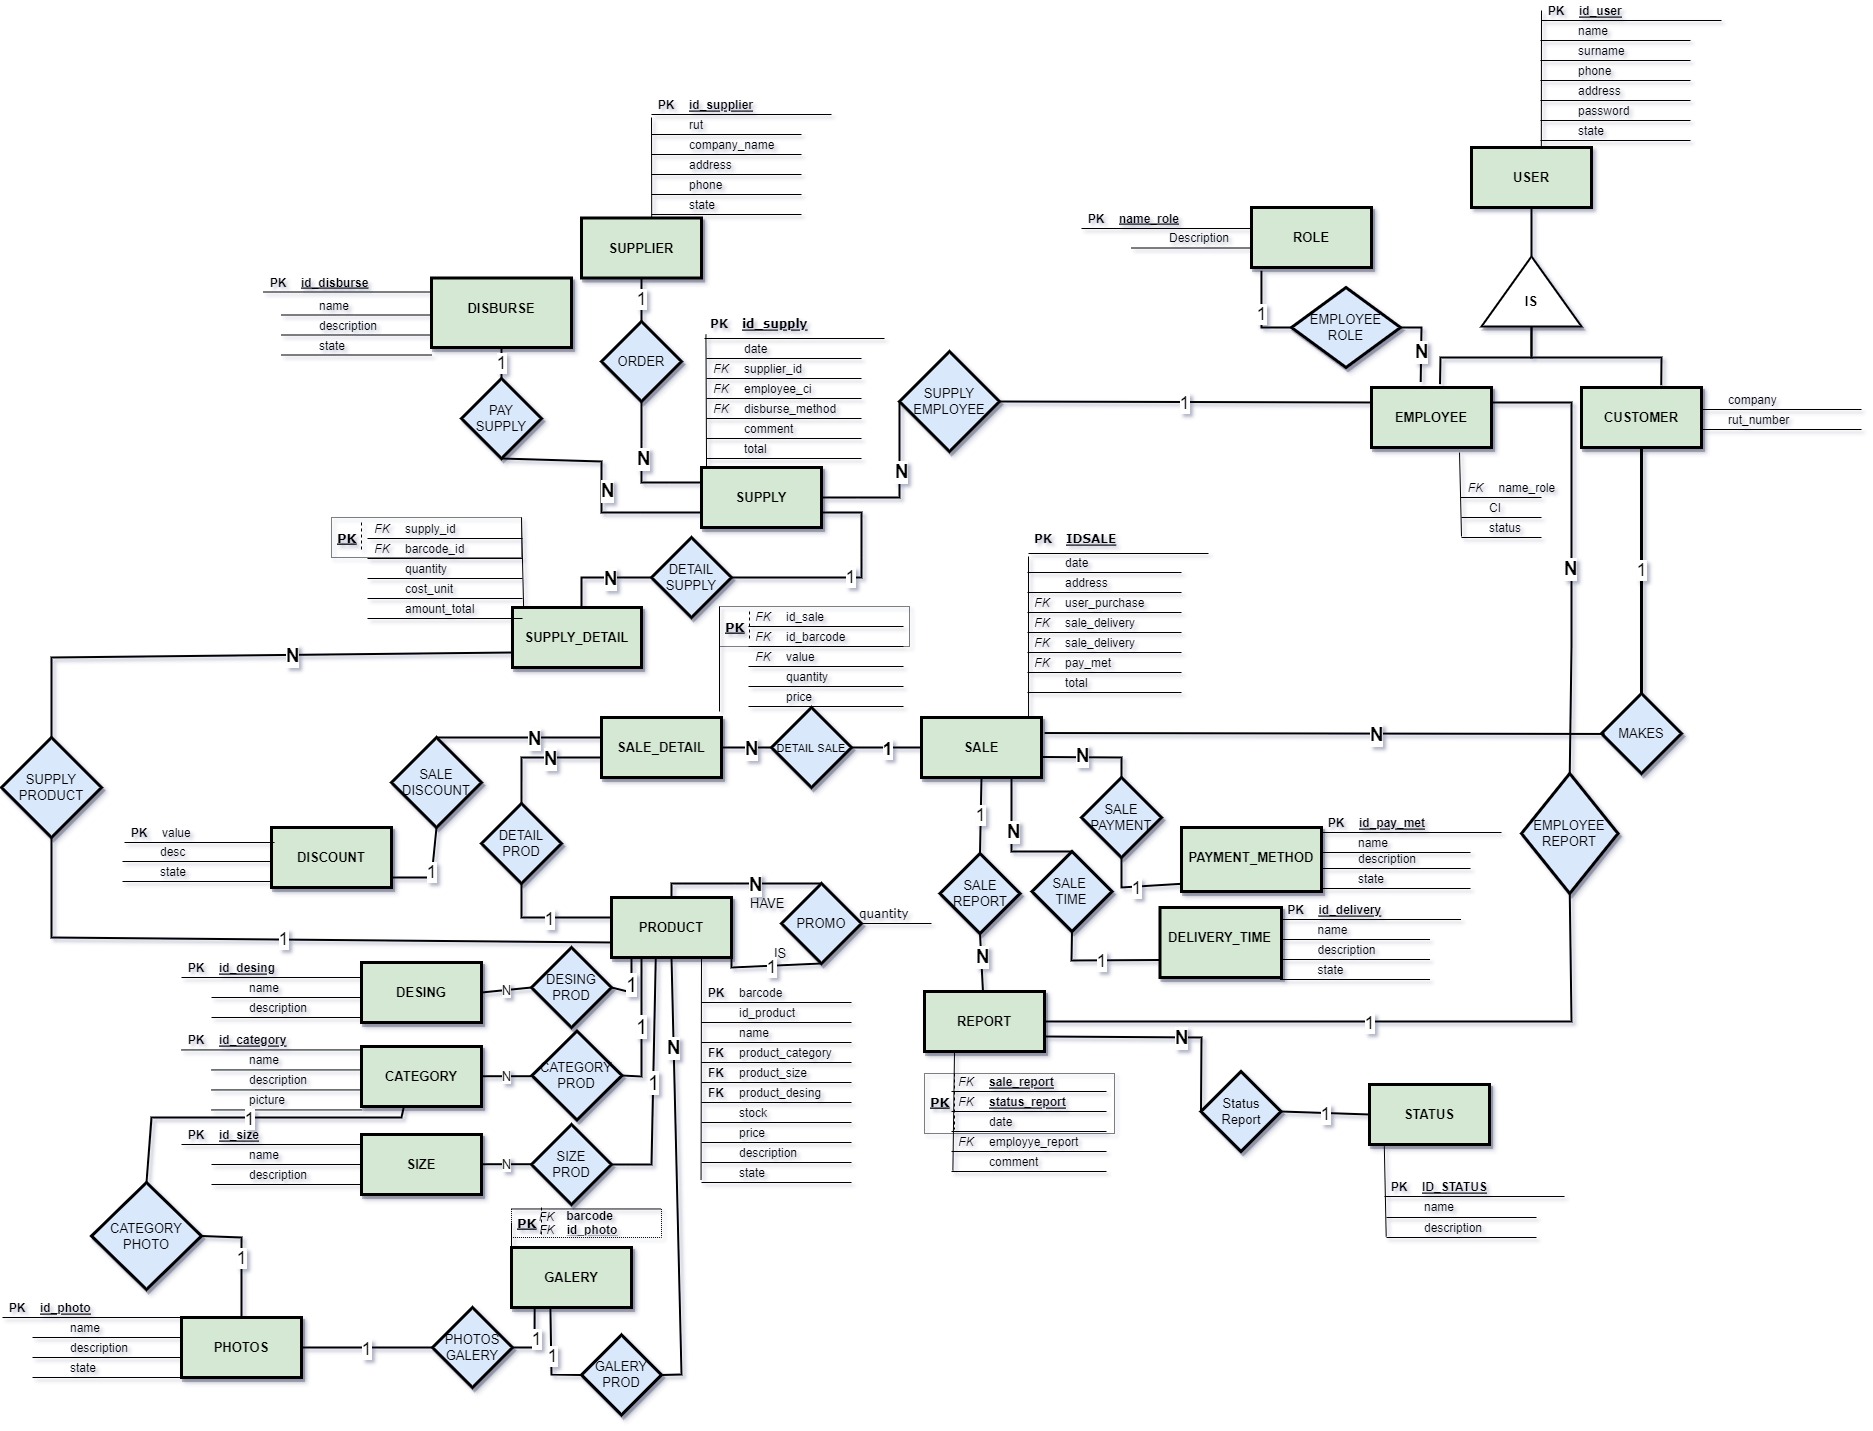 PK id_user
name
surname
phone
address
password
state
USER
IS
PK id_supplier
rut
company_name
address
phone
state
SUPPLIER
PK name_role
Description
ROLE
1
EMPLOYEE
ROLE
N
PK id_disburse
name
description
state
DISBURSE
1
PAY
SUPPLY
N
1
ORDER
N
PK id_supply
date
FK supplier_id
FK employee_ci
FK disburse_method
comment
total
SUPPLY
SUPPLY
EMPLOYEE
N
1
EMPLOYEE
CUSTOMER
company
rut_number
FK name_role
CI
status
N
1
PK
FK supply_id
FK barcode_id
quantity
cost_unit
amount_total
N
DETAIL
SUPPLY
1
SUPPLY_DETAIL
N
PK
FK id_sale
FK id_barcode
FK value
quantity
price
PK IDSALE
date
address
FK user_purchase
FK sale_delivery
FK sale_delivery
FK pay_met
total
SALE_DETAIL
N
DETAIL SALE
1
SALE
N
MAKES
SUPPLY
PRODUCT
1
N
N
SALE
DISCOUNT
1
DETAIL
PROD
1
PK value
desc
state
DISCOUNT
N
SALE
PAYMENT
1
PAYMENT_METHOD
PK id_pay_met
name
description
state
1
SALE
REPORT
N
N
SALE
TIME
1
DELIVERY_TIME
PK id_delivery
name
description
state
EMPLOYEE
REPORT
1
PRODUCT
N
HAVE
PROMO
quantity
IS
1
PK barcode
id_product
name
FK product_category
FK product_size
FK product_desing
stock
price
description
state
PK id_desing
name
description
DESING
N
DESING
PROD
1
PK id_category
name
description
picture
CATEGORY
N
CATEGORY
PROD
1
1
PK id_size
name
description
SIZE
N
SIZE
PROD
1
N
REPORT
PK
FK sale_report
FK status_report
date
FK employye_report
comment
N
Status
Report
1
STATUS
PK ID_STATUS
name
description
CATEGORY
PHOTO
1
PK
FK barcode
FK id_photo
GALERY
PK id_photo
name
description
state
PHOTOS
1
PHOTOS
GALERY
1
1
GALERY
PROD